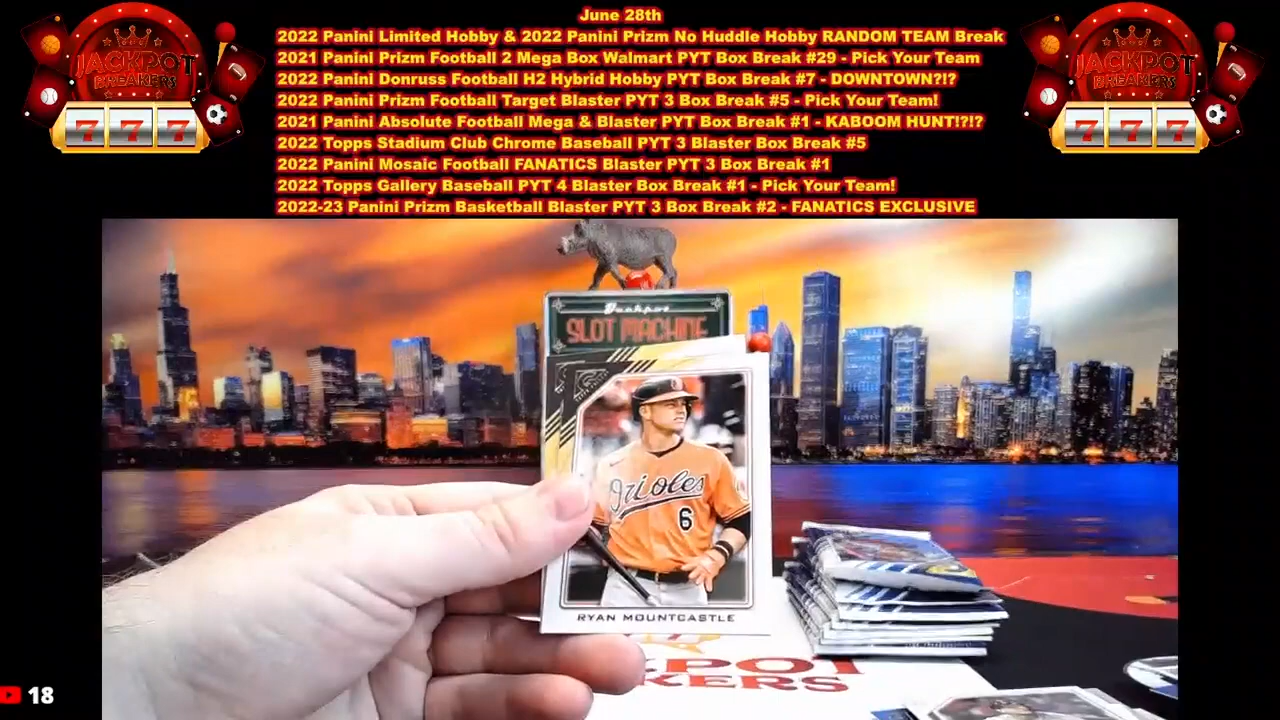 June 28th
2022 Panini Limited Hobby & 2022 Panini Prizm No Huddle Hobby RANDOM TEAM Break
2021 Panini Prizm Football 2 Mega Box Walmart PYT Box Break #29 - Pick Your Team
2022 Panini Donruss Football H2 Hybrid Hobby PYT Box Break #7 - DOWNTOWN?!?
2022 Panini Prizm Football Target Blaster PYT 3 Box Break #5 - Pick Your Team!
2021 Panini Absolute Football Mega & Blaster PYT Box Break #1 - KABOOM HUNT!?!?
2022 Topps Stadium Club Chrome Baseball PYT 3 Blaster Box Break #5
2022 Panini Mosaic Football FANATICS Blaster PYT 3 Box Break #1
2022 Topps Gallery Baseball PYT 4 Blaster Box Break #1 - Pick Your Team!
2022-23 Panini Prizm Basketball Blaster PYT 3 Box Break #2 - FANATICS EXCLUSIVE
JACKPOT
BREAKERS
7 7 7
JACKPOT
BREAKERS
7 7 7
SLOT MACHINE
Orioles
6
RYAN MOUNTCASTLE
18